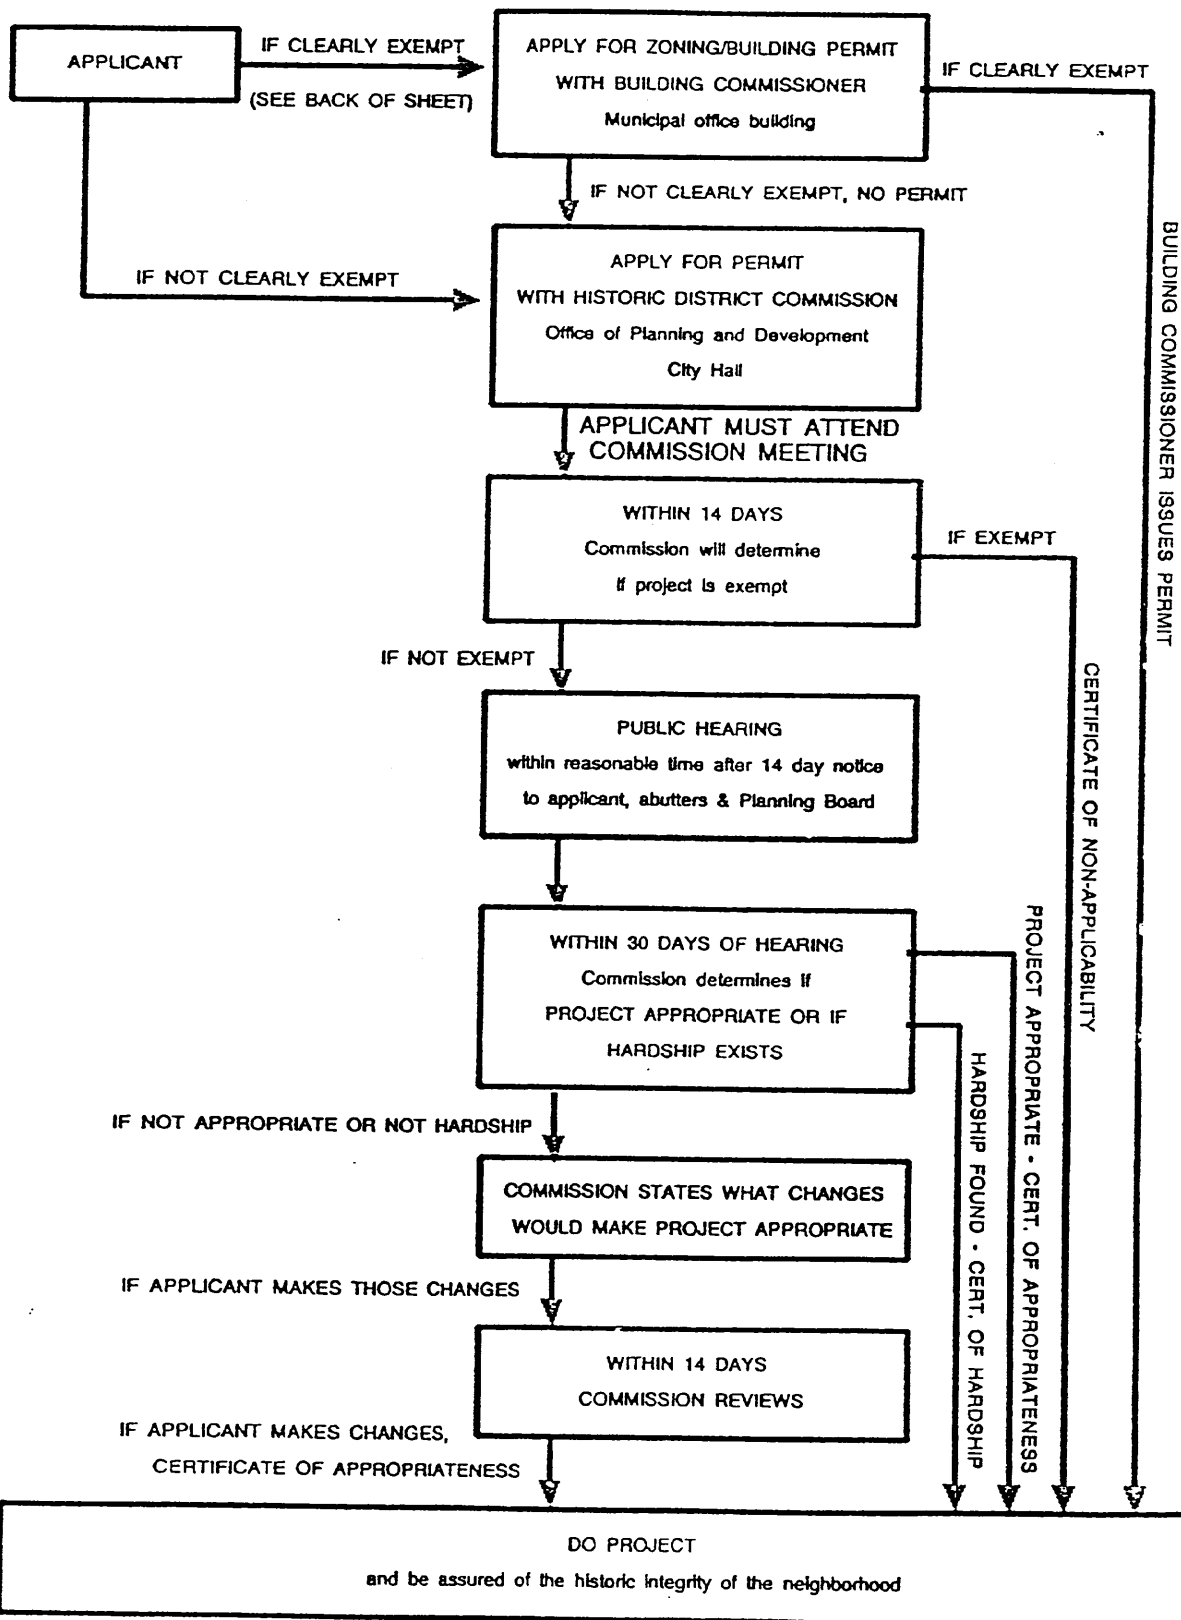 APPLICANT
IF CLEARLY EXEMPT
(SEE BACK OF SHEET)
APPLY FOR ZONING/BUILDING PERMIT
WITH BUILDING COMMISSIONER
Municipal office building
IF CLEARLY EXEMPT
IF NOT CLEARLY EXEMPT, NO PERMIT
IF NOT CLEARLY EXEMPT
APPLY FOR PERMIT
WITH HISTORIC DISTRICT COMMISSION
Office of Planning and Development
City Hall
APPLICANT MUST ATTEND
COMMISSION MEETING
WITHIN 14 DAYS
Commission will determine
if project is exempt
IF EXEMPT
IF NOT EXEMPT
PUBLIC HEARING
within reasonable time after 14 day notice
to applicant, abutters & Planning Board
WITHIN 30 DAYS OF HEARING
Commission determines if
PROJECT APPROPRIATE OR IF
HARDSHIP EXISTS
IF NOT APPROPRIATE OR NOT HARDSHIP
COMMISSION STATES WHAT CHANGES
WOULD MAKE PROJECT APPROPRIATE
IF APPLICANT MAKES THOSE CHANGES
WITHIN 14 DAYS
COMMISSION REVIEWS
IF APPLICANT MAKES CHANGES,
CERTIFICATE OF APPROPRIATENESS
HARDSHIP FOUND - CERT. OF HARDSHIP
PROJECT APPROPRIATE - CERT. OF APPROPRIATENESS
CERTIFICATE OF NON-APPLICABILITY
BUILDING COMMISSIONER ISSUES PERMIT
DO PROJECT
and be assured of the historic integrity of the neighborhood